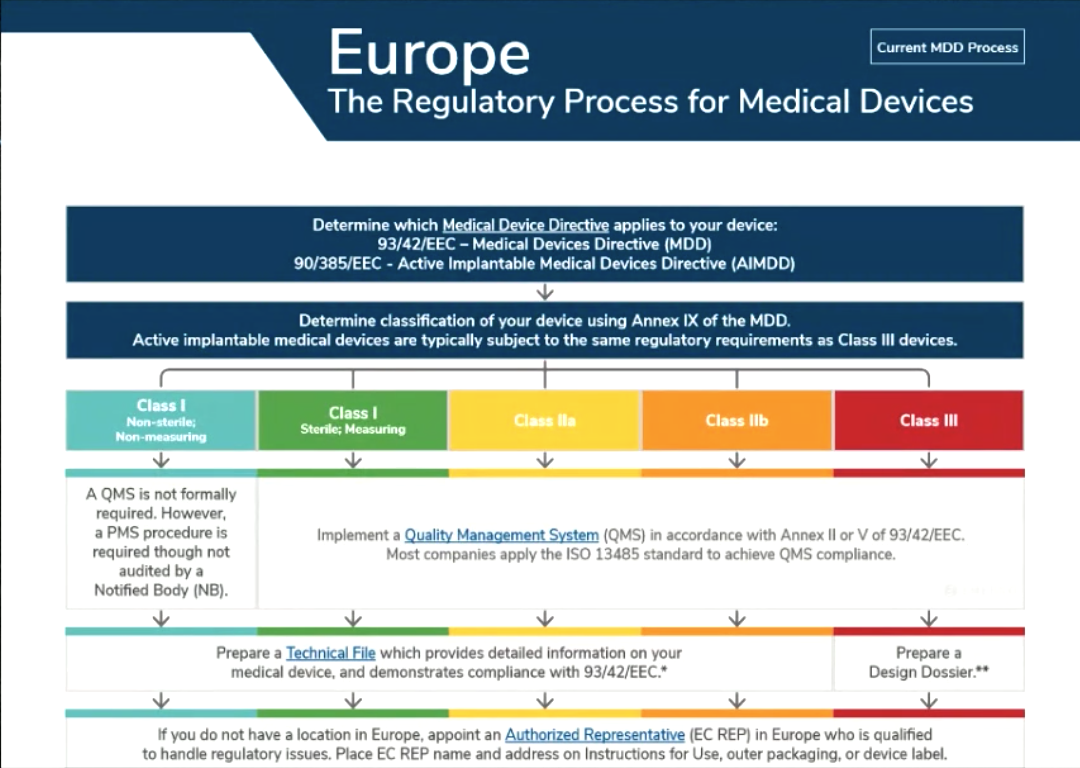 Europe
Current MDD Process
The Regulatory Process for Medical Devices
Determine which Medical Device Directive applies to your device:
93/42/EEC – Medical Devices Directive (MDD)
90/385/EEC - Active Implantable Medical Devices Directive (AIMDD)
Determine classification of your device using Annex IX of the MDD.
Active implantable medical devices are typically subject to the same regulatory requirements as Class III devices.
Class I
Non-sterile;
Non-measuring
Class I
Sterile; Measuring
Class IIa
Class IIb
Class III
A QMS is not formally
required. However,
a PMS procedure is
required though not
audited by a
Notified Body (NB).
Implement a Quality Management System (QMS) in accordance with Annex II or V of 93/42/EEC.
Most companies apply the ISO 13485 standard to achieve QMS compliance.
Prepare a Technical File which provides detailed information on your
medical device, and demonstrates compliance with 93/42/EEC.*
Prepare a
Design Dossier.**
If you do not have a location in Europe, appoint an Authorized Representative (EC REP) in Europe who is qualified
to handle regulatory issues. Place EC REP name and address on Instructions for Use, outer packaging, or device label.